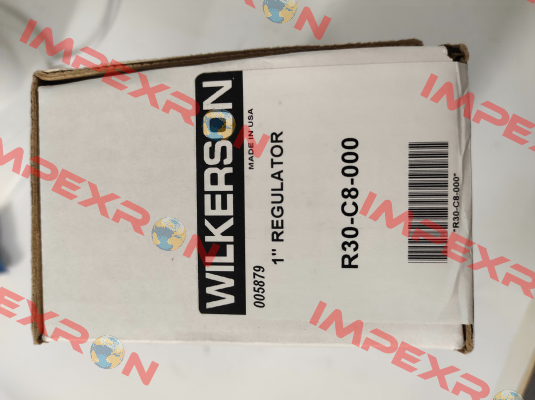 WILKERSON
MADE IN USA
005879
1" REGULATOR
R30-C8-000
*R30-C8-000*
IMPEXRON
IMPEXRON
IMPEXRON
IMPEXRON
IMPEXRON
IMPEXRON
IMPEXRON